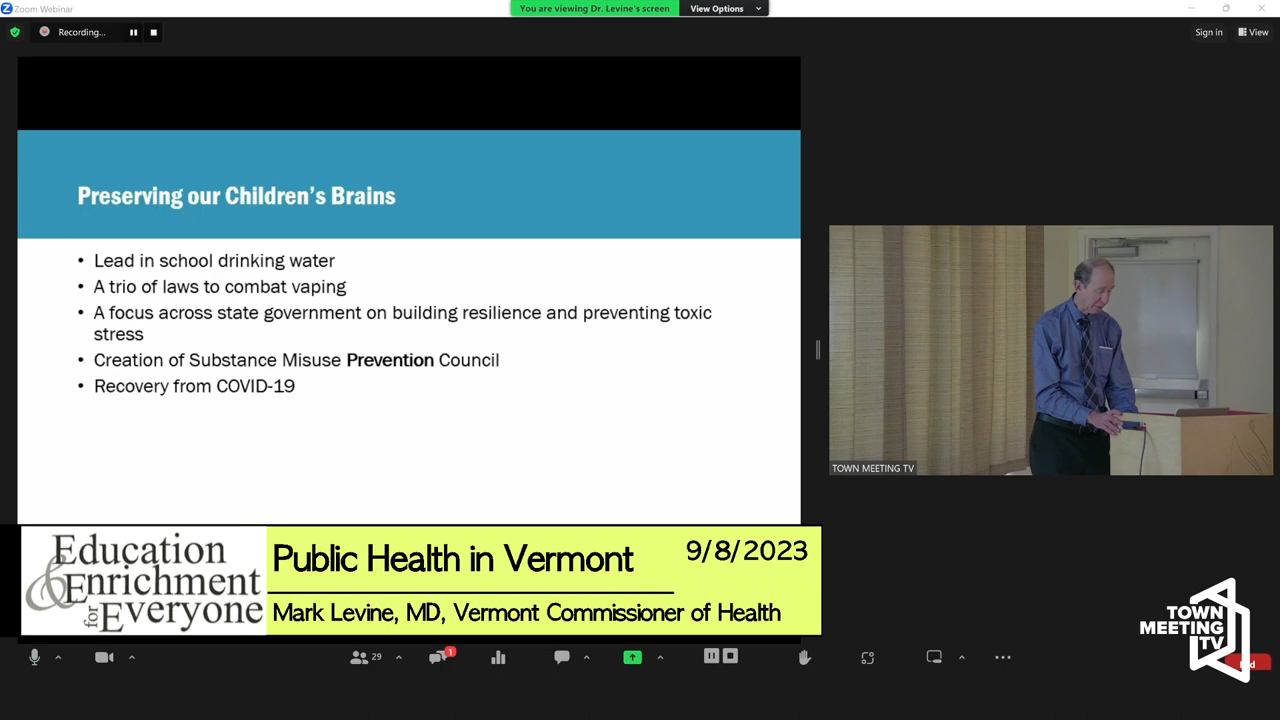 Zoom Webinar
You are viewing Dr. Levine's screen
View Options
Recording...
Sign in
View
Preserving our Children's Brains
• Lead in school drinking water
• A trio of laws to combat vaping
• A focus across state government on building resilience and preventing toxic
stress
• Creation of Substance Misuse Prevention Council
• Recovery from COVID-19
TOWN MEETING TV
Education
& Enrichment
for Everyone
Public Health in Vermont
9/8/2023
Mark Levine, MD, Vermont Commissioner of Health
29
1
TOWN
MEETING
TV